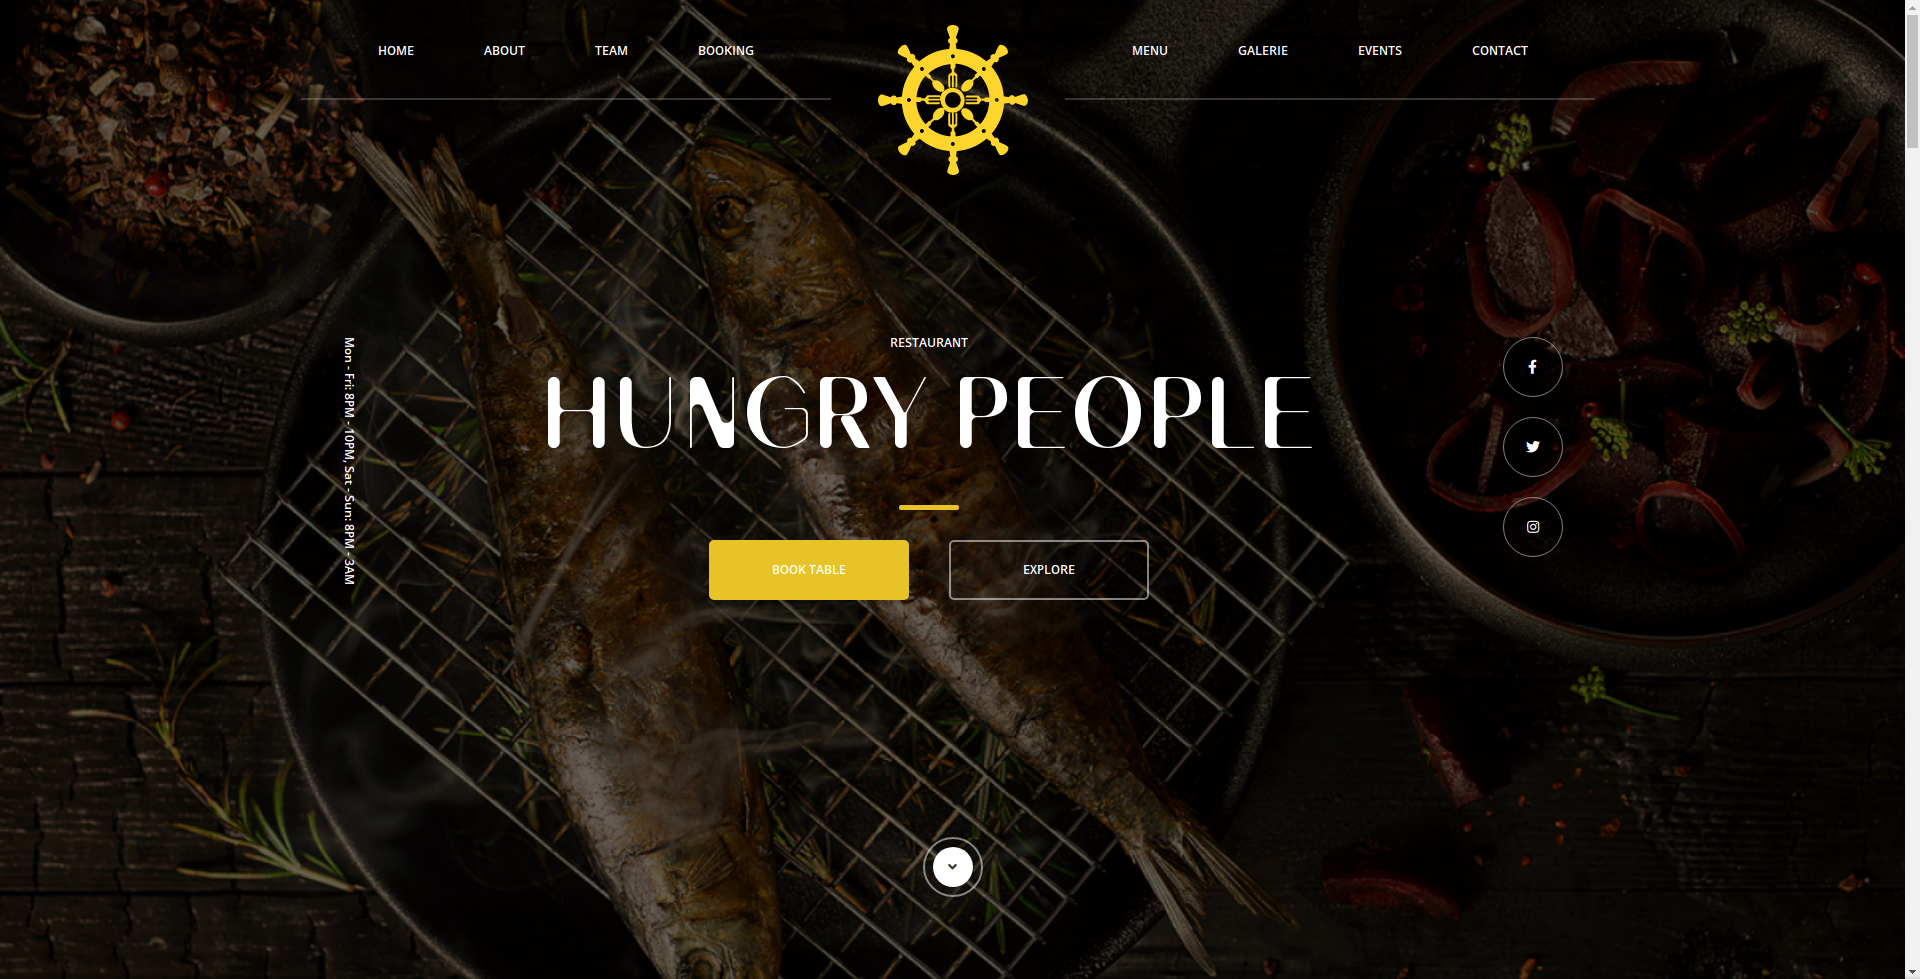 HOME
ABOUT
TEAM
BOOKING
MENU
GALERIE
EVENTS
CONTACT
Mon - Fri: 8PM - 10PM, Sat - Sun: 8PM - 3AM
RESTAURANT
HUNGRY PEOPLE
BOOK TABLE
EXPLORE